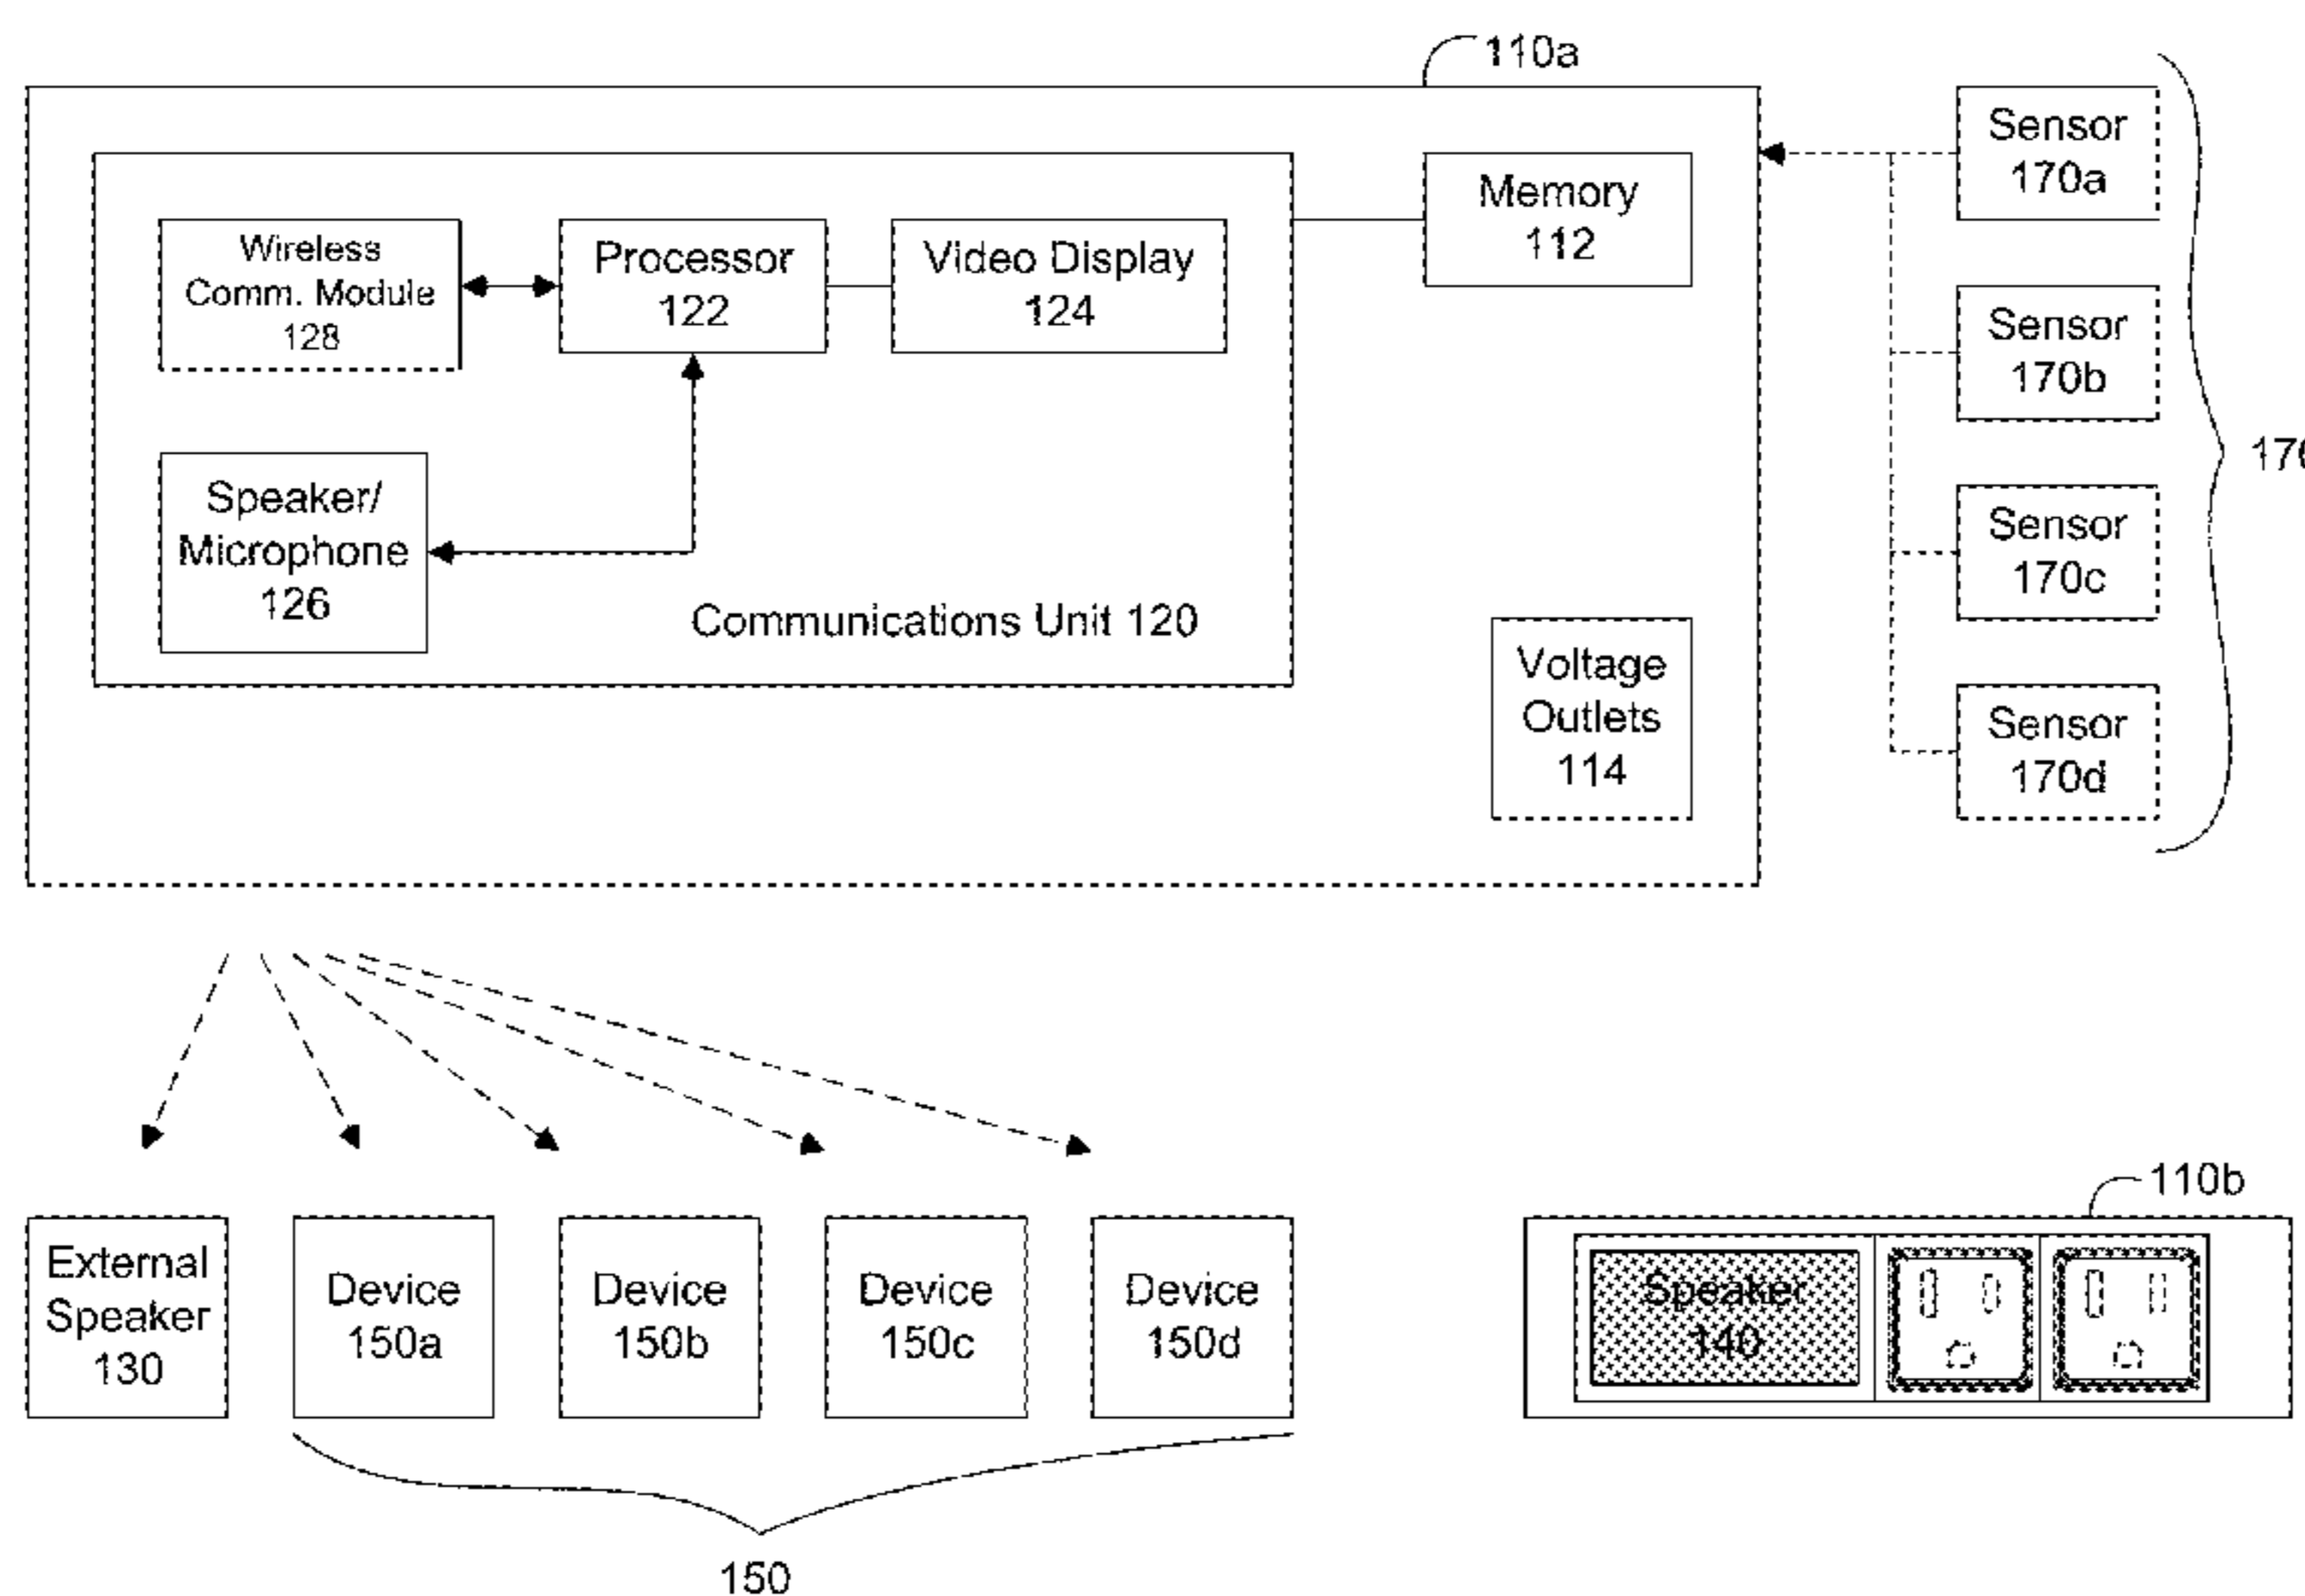 110a
Sensor
170a
Memory
112
Wireless
Comm. Module
128
Processor
122
Video Display
124
Sensor
170b
Speaker/
Microphone
126
Communications Unit 120
Sensor
170c
Voltage
Outlets
114
Sensor
170d
External
Speaker
130
Device
150a
Device
150b
Device
150c
Device
150d
150
110b
Speaker
140